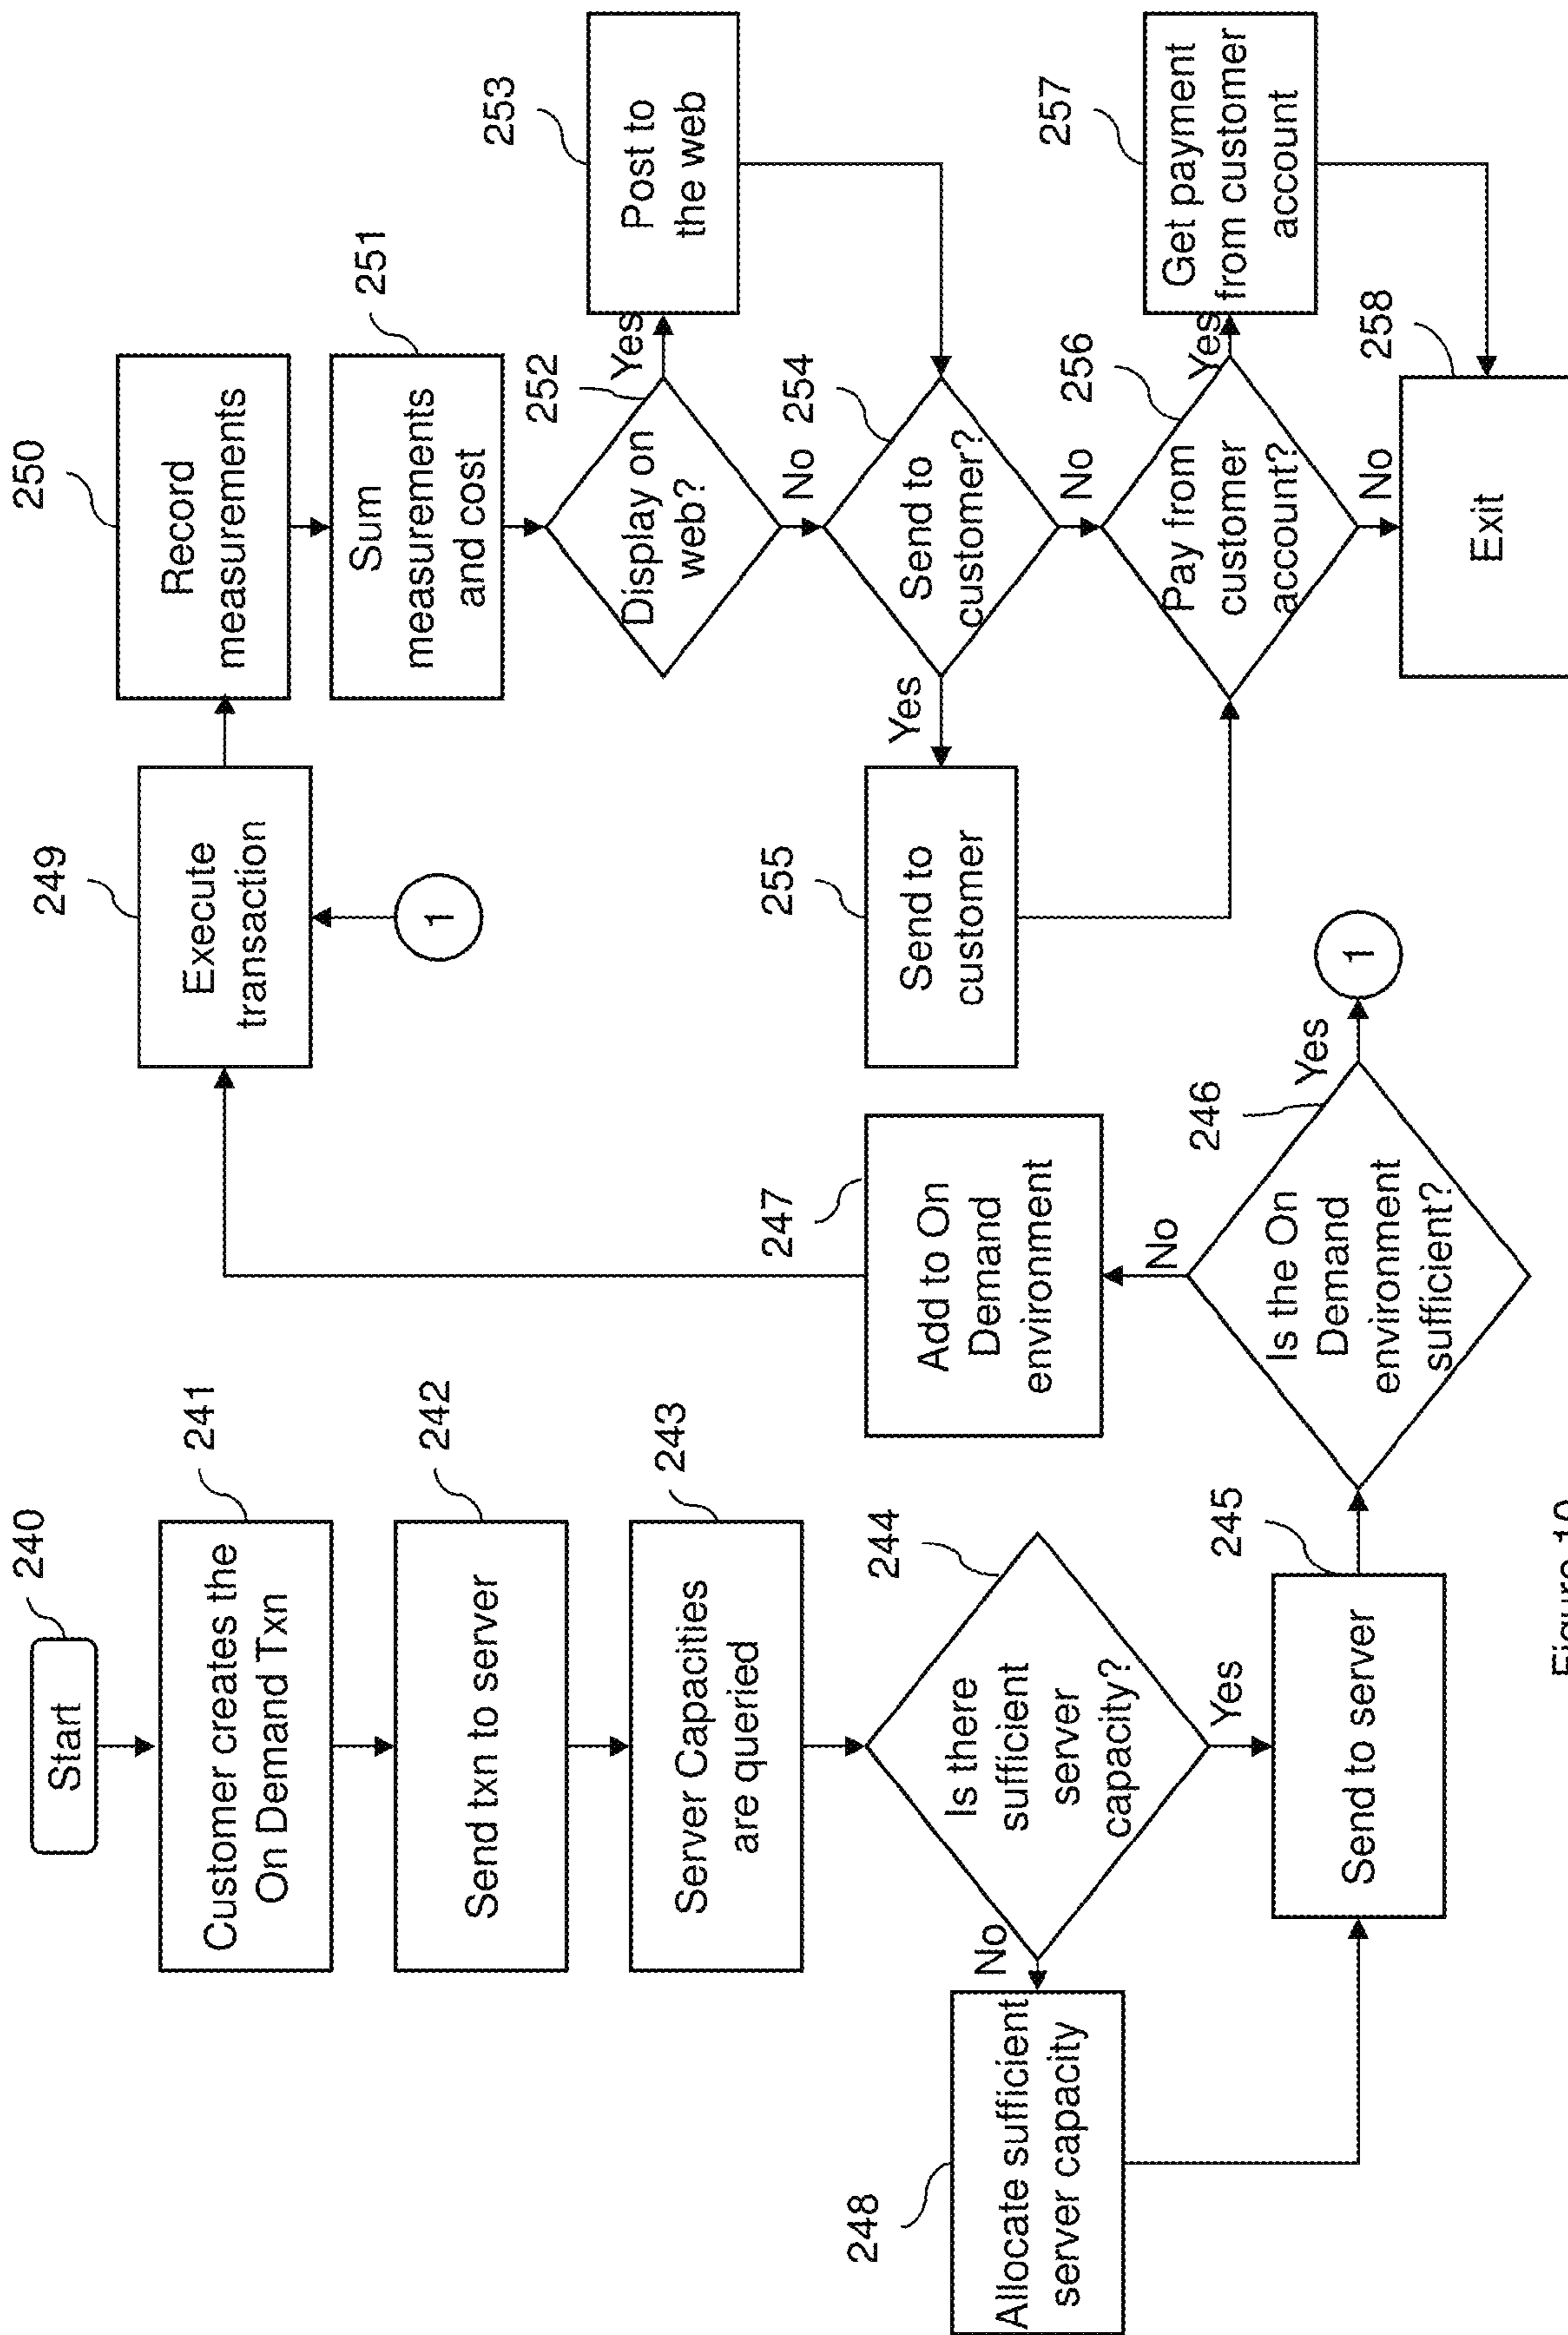 240
Start
241
Customer creates the
On Demand Txn
242
Send txn to server
243
Server Capacities
are queried
244
Is there
sufficient
server
capacity?
No
Yes
248
Allocate sufficient
server capacity
245
Send to server
246
Is the On
Demand
environment
sufficient?
No
Yes
1
247
Add to On
Demand
environment
249
Execute
transaction
1
250
Record
measurements
251
Sum
measurements
and cost
252
Display on
web?
Yes
No
253
Post to
the web
254
Send to
customer?
Yes
No
255
Send to
customer
256
Pay from
customer
account?
Yes
No
257
Get payment
from customer
account
258
Exit